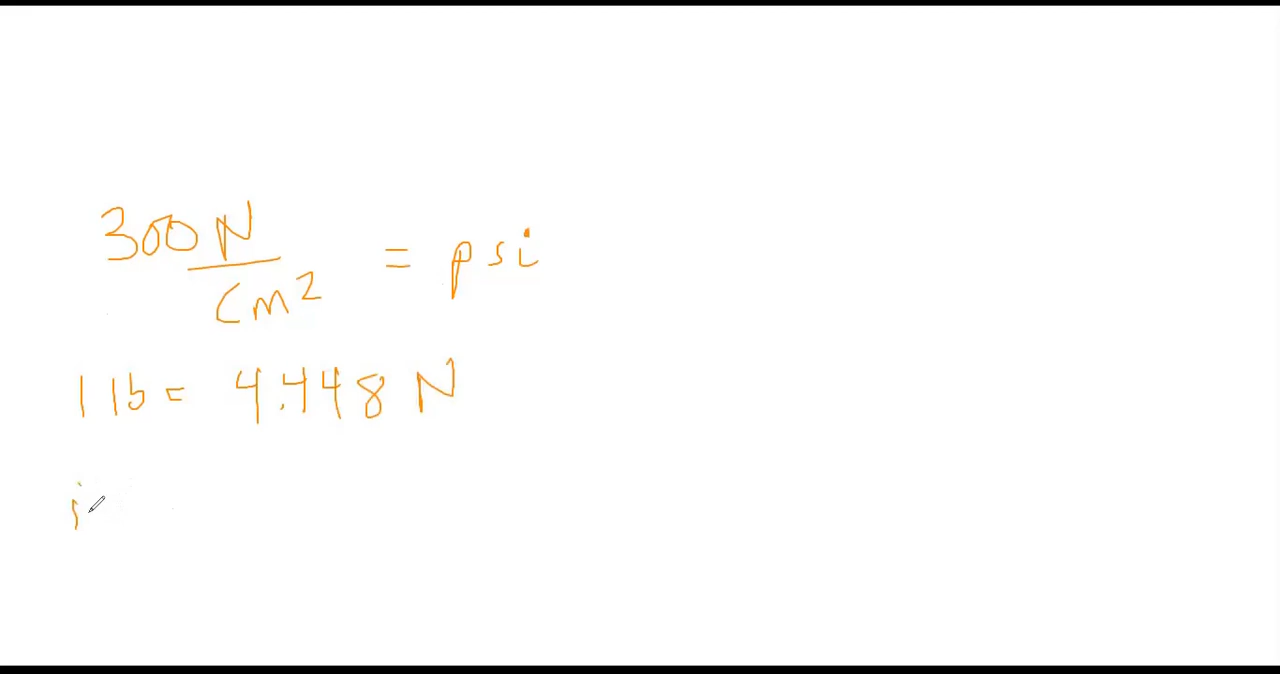 300 N
cm² = psi
1 lb = 4.448 N
i